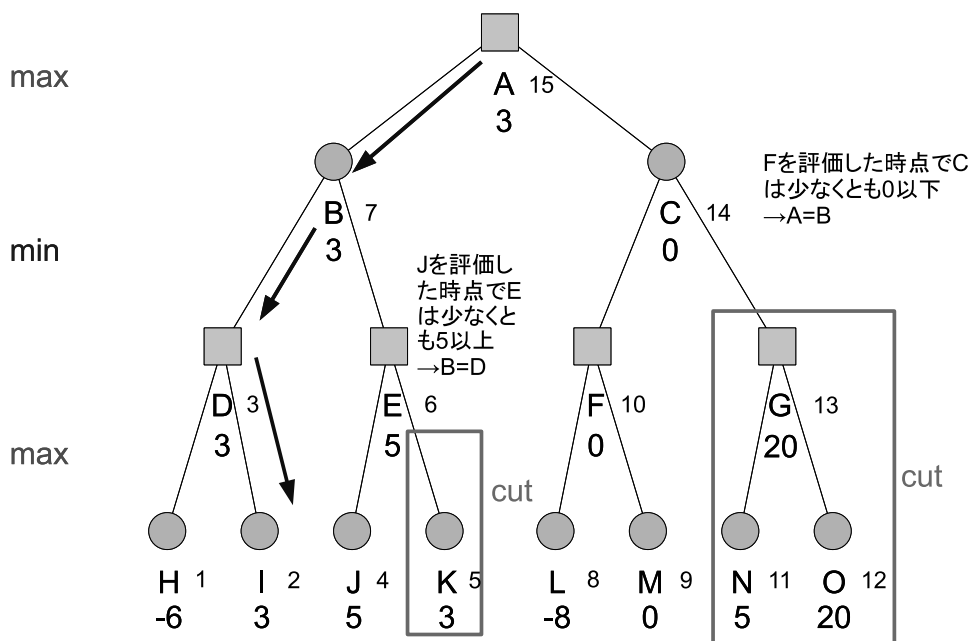 max
A 15
3
B 7
3
C 14
0
Fを評価した時点でC
は少なくとも0以下
→A=B
min
Jを評価し
た時点でE
は少なくと
も5以上
→B=D
D 3
3
E 6
5
F 10
0
G 13
20
max
cut
cut
H 1
-6
I 2
3
J 4
5
K 5
3
L 8
-8
M 9
0
N 11
5
O 12
20